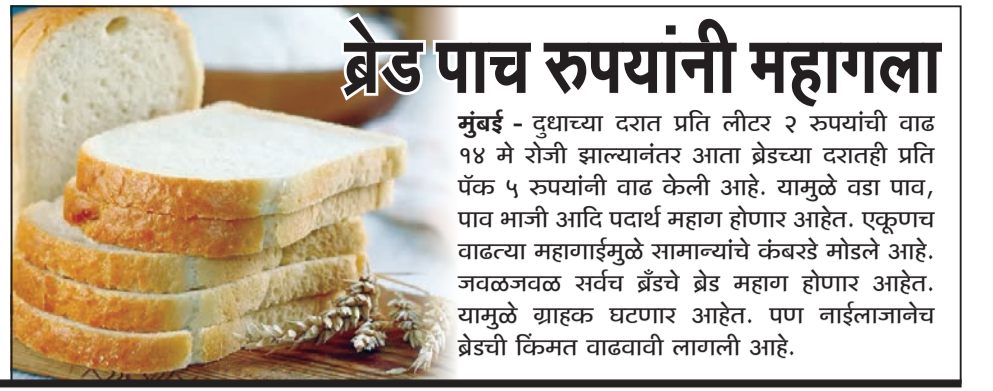 ब्रेड पाच रुपयांनी महागला
मुंबई - दुधाच्या दरात प्रति लीटर २ रुपयांची वाढ
१४ मे रोजी झाल्यानंतर आता ब्रेडच्या दरातही प्रति
पॅक ५ रुपयांनी वाढ केली आहे. यामुळे वडा पाव,
पाव भाजी आदि पदार्थ महाग होणार आहेत. एकूणच
वाढत्या महागाईमुळे सामान्यांचे कंबरडे मोडले आहे.
जवळजवळ सर्वच ब्रँडचे ब्रेड महाग होणार आहेत.
यामुळे ग्राहक घटणार आहेत. पण नाईलाजानेच
ब्रेडची किंमत वाढवावी लागली आहे.